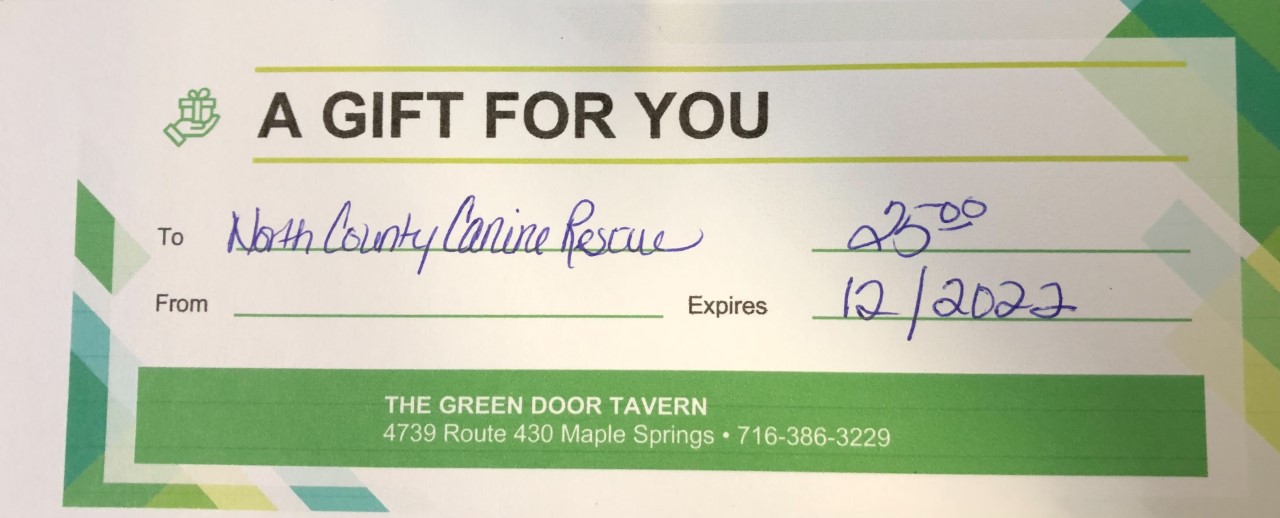 A GIFT FOR YOU
To North County Canine Rescue 25.00
From Expires 12/2022
THE GREEN DOOR TAVERN
4739 Route 430 Maple Springs • 716-386-3229